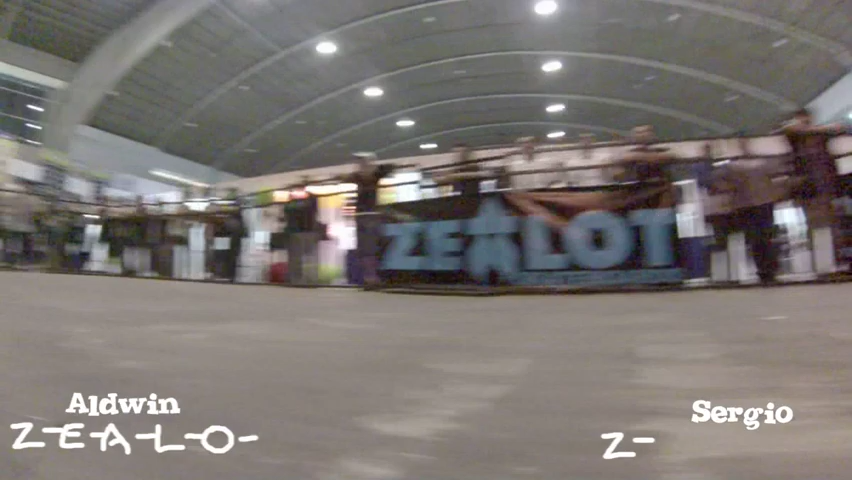 ZEALOT
Aldwin
Z-E-A-L-O-
Sergio
Z-